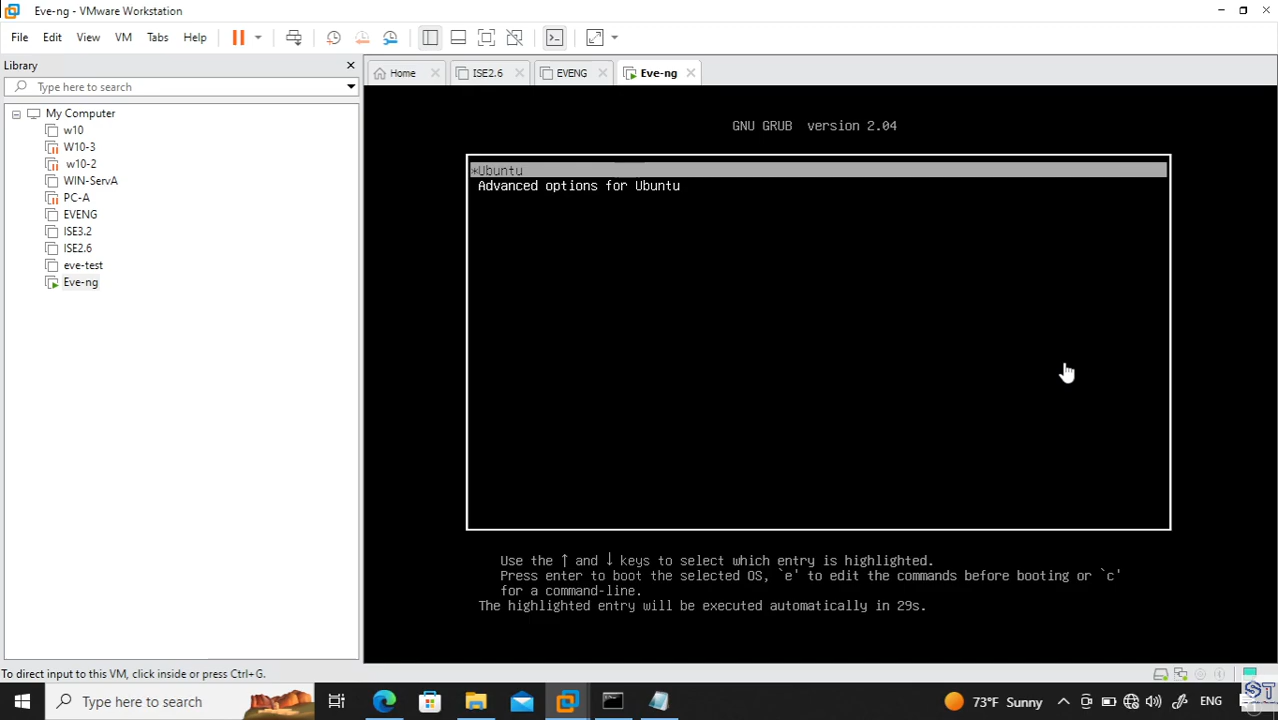 Eve-ng - VMware Workstation
File Edit View VM Tabs Help
Library
Type here to search
My Computer
w10
W10-3
w10-2
WIN-ServA
PC-A
EVENG
ISE3.2
ISE2.6
eve-test
Eve-ng
Home ISE2.6 EVENG Eve-ng
GNU GRUB version 2.04
*Ubuntu
Advanced options for Ubuntu
Use the ↑ and ↓ keys to select which entry is highlighted.
Press enter to boot the selected OS, `e' to edit the commands before booting or `c'
for a command-line.
The highlighted entry will be executed automatically in 29s.
To direct input to this VM, click inside or press Ctrl+G.
Type here to search
73°F Sunny
ENG
ST